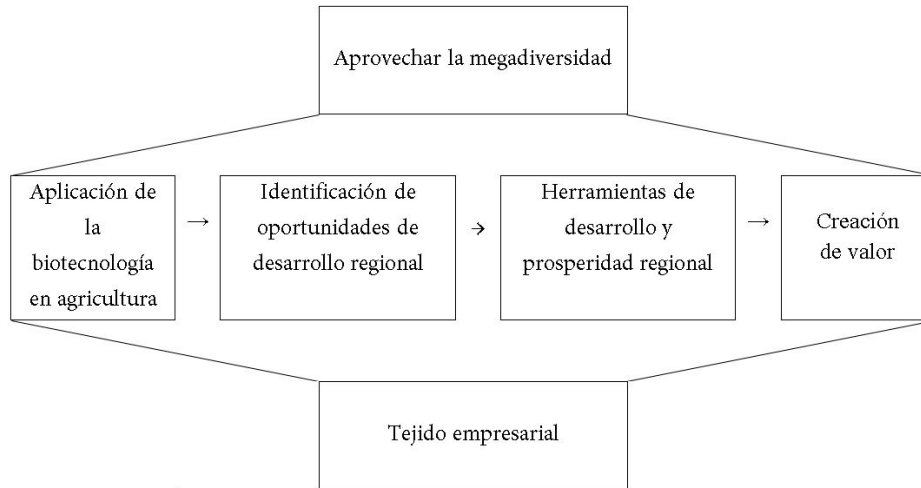 Aprovechar la megadiversidad
Aplicación de
la
biotecnología
en agricultura
→
Identificación de
oportunidades de
desarrollo regional
→
Herramientas de
desarrollo y
prosperidad regional
→
Creación
de valor
Tejido empresarial